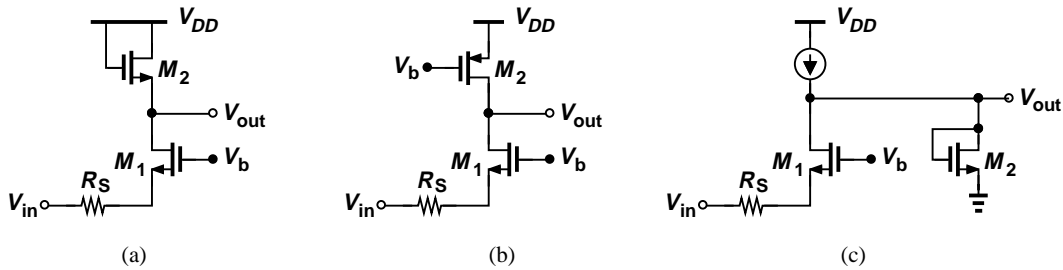 V_DD
M_2
V_out
M_1
V_b
R_S
V_in
(a)
V_DD
V_b
M_2
V_out
M_1
V_b
R_S
V_in
(b)
V_DD
V_out
M_1
V_b
M_2
R_S
V_in
(c)